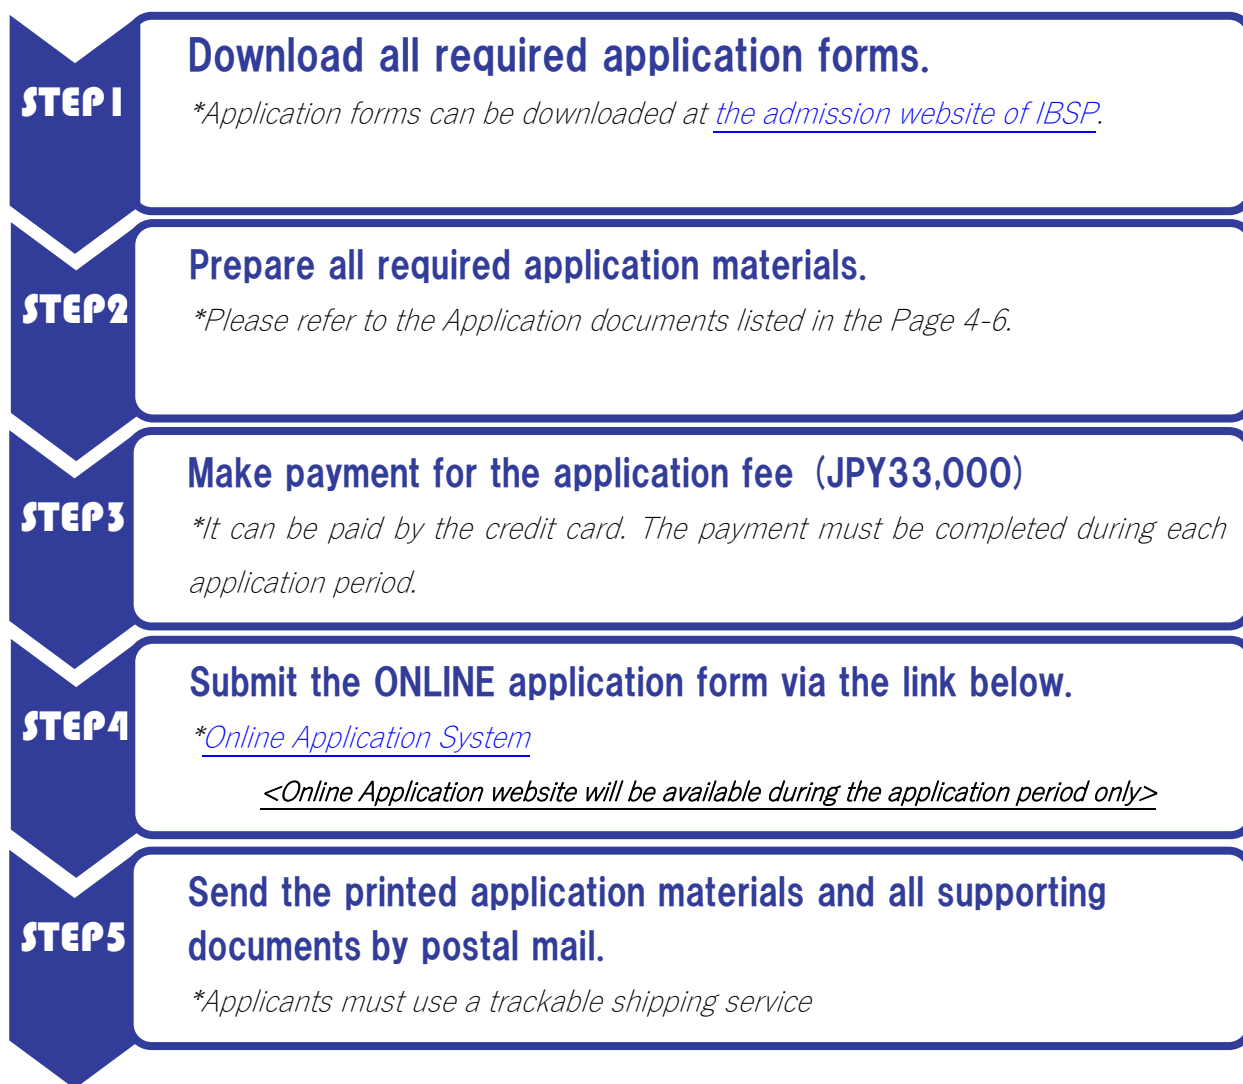 STEP1
Download all required application forms.
*Application forms can be downloaded at the admission website of IBSP.
STEP2
Prepare all required application materials.
*Please refer to the Application documents listed in the Page 4-6.
STEP3
Make payment for the application fee (JPY33,000)
*It can be paid by the credit card. The payment must be completed during each
application period.
STEP4
Submit the ONLINE application form via the link below.
*Online Application System
<Online Application website will be available during the application period only>
STEP5
Send the printed application materials and all supporting
documents by postal mail.
*Applicants must use a trackable shipping service